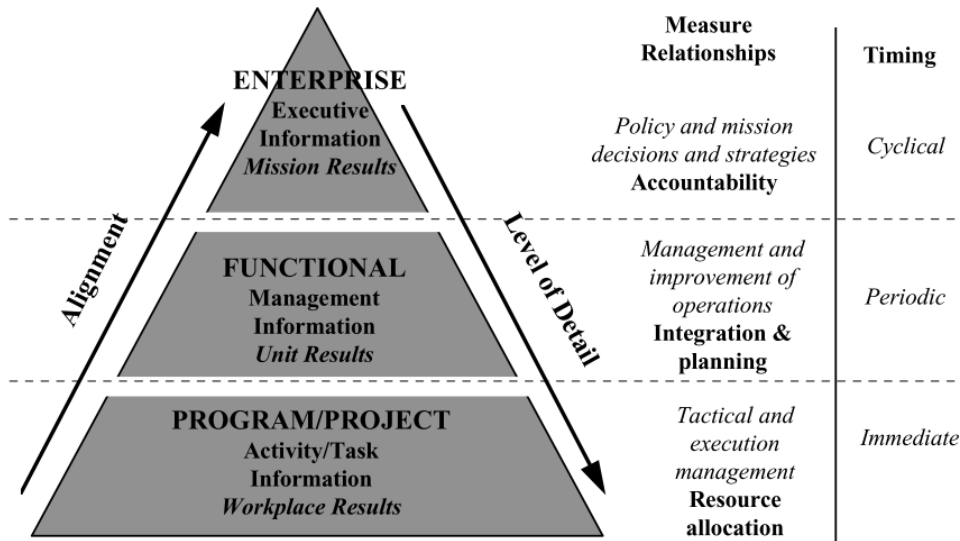 Measure
Relationships
Timing
ENTERPRISE
Executive
Information
Mission Results
Policy and mission
decisions and strategies
Accountability
Cyclical
Alignment
Level of Detail
FUNCTIONAL
Management
Information
Unit Results
Management and
improvement of
operations
Integration &
planning
Periodic
PROGRAM/PROJECT
Activity/Task
Information
Workplace Results
Tactical and
execution
management
Resource
allocation
Immediate